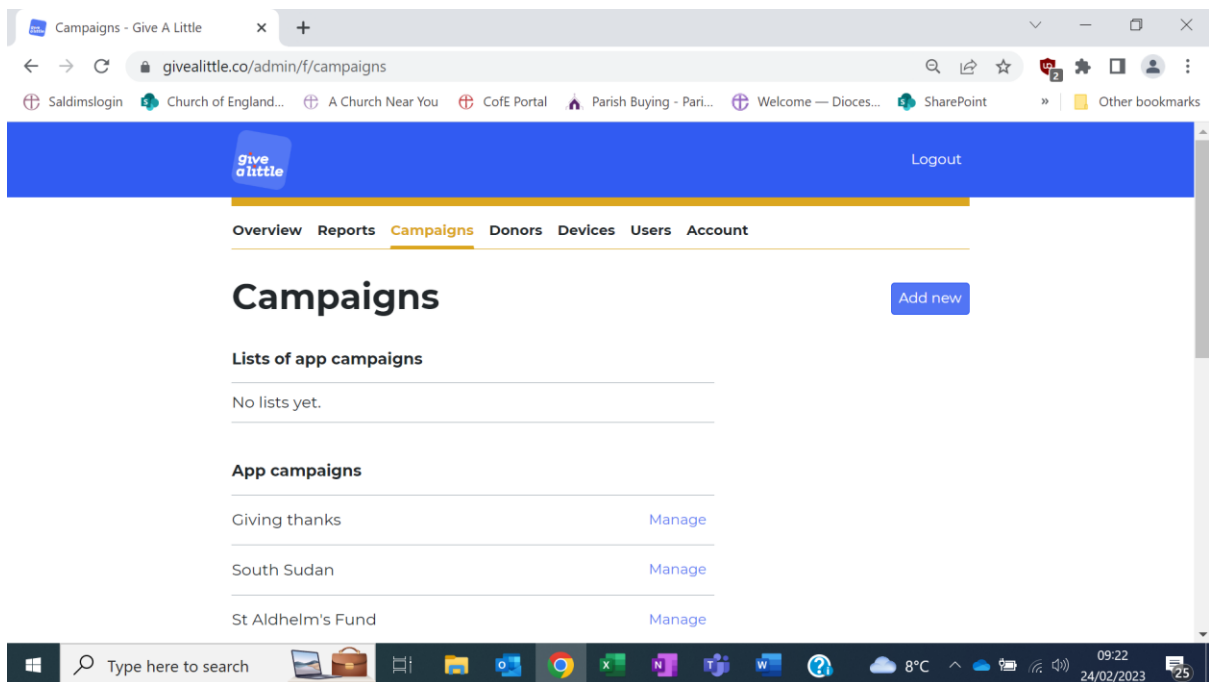 Campaigns - Give A Little
givealittle.co/admin/f/campaigns
Saldimslogin Church of England... A Church Near You CofE Portal Parish Buying - Pari... Welcome — Dioces... SharePoint » Other bookmarks
give
a little
Logout
Overview Reports Campaigns Donors Devices Users Account
Campaigns
Add new
Lists of app campaigns
No lists yet.
App campaigns
Giving thanks Manage
South Sudan Manage
St Aldhelm's Fund Manage
Type here to search
8°C
09:22
24/02/2023
25